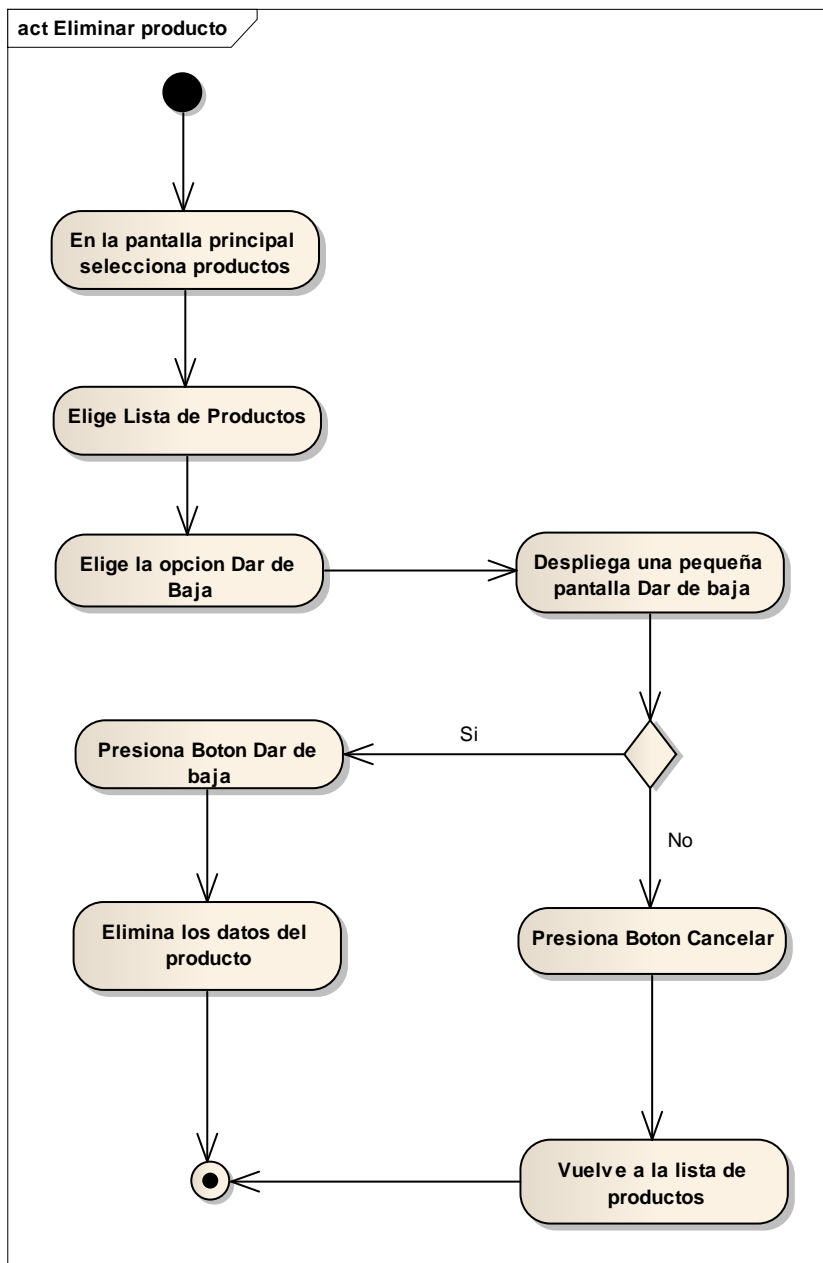 act Eliminar producto
En la pantalla principal
selecciona productos
Elige Lista de Productos
Elige la opcion Dar de
Baja
Despliega una pequeña
pantalla Dar de baja
Si
Presiona Boton Dar de
baja
No
Elimina los datos del
producto
Presiona Boton Cancelar
Vuelve a la lista de
productos